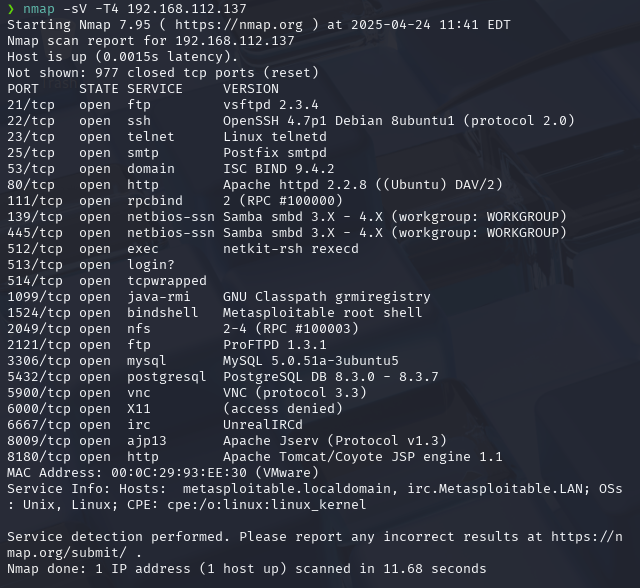 ❯ nmap -sV -T4 192.168.112.137
Starting Nmap 7.95 ( https://nmap.org ) at 2025-04-24 11:41 EDT
Nmap scan report for 192.168.112.137
Host is up (0.0015s latency).
Not shown: 977 closed tcp ports (reset)
PORT     STATE SERVICE     VERSION
21/tcp   open  ftp         vsftpd 2.3.4
22/tcp   open  ssh         OpenSSH 4.7p1 Debian 8ubuntu1 (protocol 2.0)
23/tcp   open  telnet      Linux telnetd
25/tcp   open  smtp        Postfix smtpd
53/tcp   open  domain      ISC BIND 9.4.2
80/tcp   open  http        Apache httpd 2.2.8 ((Ubuntu) DAV/2)
111/tcp  open  rpcbind     2 (RPC #100000)
139/tcp  open  netbios-ssn Samba smbd 3.X - 4.X (workgroup: WORKGROUP)
445/tcp  open  netbios-ssn Samba smbd 3.X - 4.X (workgroup: WORKGROUP)
512/tcp  open  exec        netkit-rsh rexecd
513/tcp  open  login?
514/tcp  open  tcpwrapped
1099/tcp open  java-rmi    GNU Classpath grmiregistry
1524/tcp open  bindshell   Metasploitable root shell
2049/tcp open  nfs         2-4 (RPC #100003)
2121/tcp open  ftp         ProFTPD 1.3.1
3306/tcp open  mysql       MySQL 5.0.51a-3ubuntu5
5432/tcp open  postgresql  PostgreSQL DB 8.3.0 - 8.3.7
5900/tcp open  vnc         VNC (protocol 3.3)
6000/tcp open  X11         (access denied)
6667/tcp open  irc         UnrealIRCd
8009/tcp open  ajp13       Apache Jserv (Protocol v1.3)
8180/tcp open  http        Apache Tomcat/Coyote JSP engine 1.1
MAC Address: 00:0C:29:93:EE:30 (VMware)
Service Info: Hosts:  metasploitable.localdomain, irc.Metasploitable.LAN; OSs
: Unix, Linux; CPE: cpe:/o:linux:linux_kernel

Service detection performed. Please report any incorrect results at https://n
map.org/submit/ .
Nmap done: 1 IP address (1 host up) scanned in 11.68 seconds